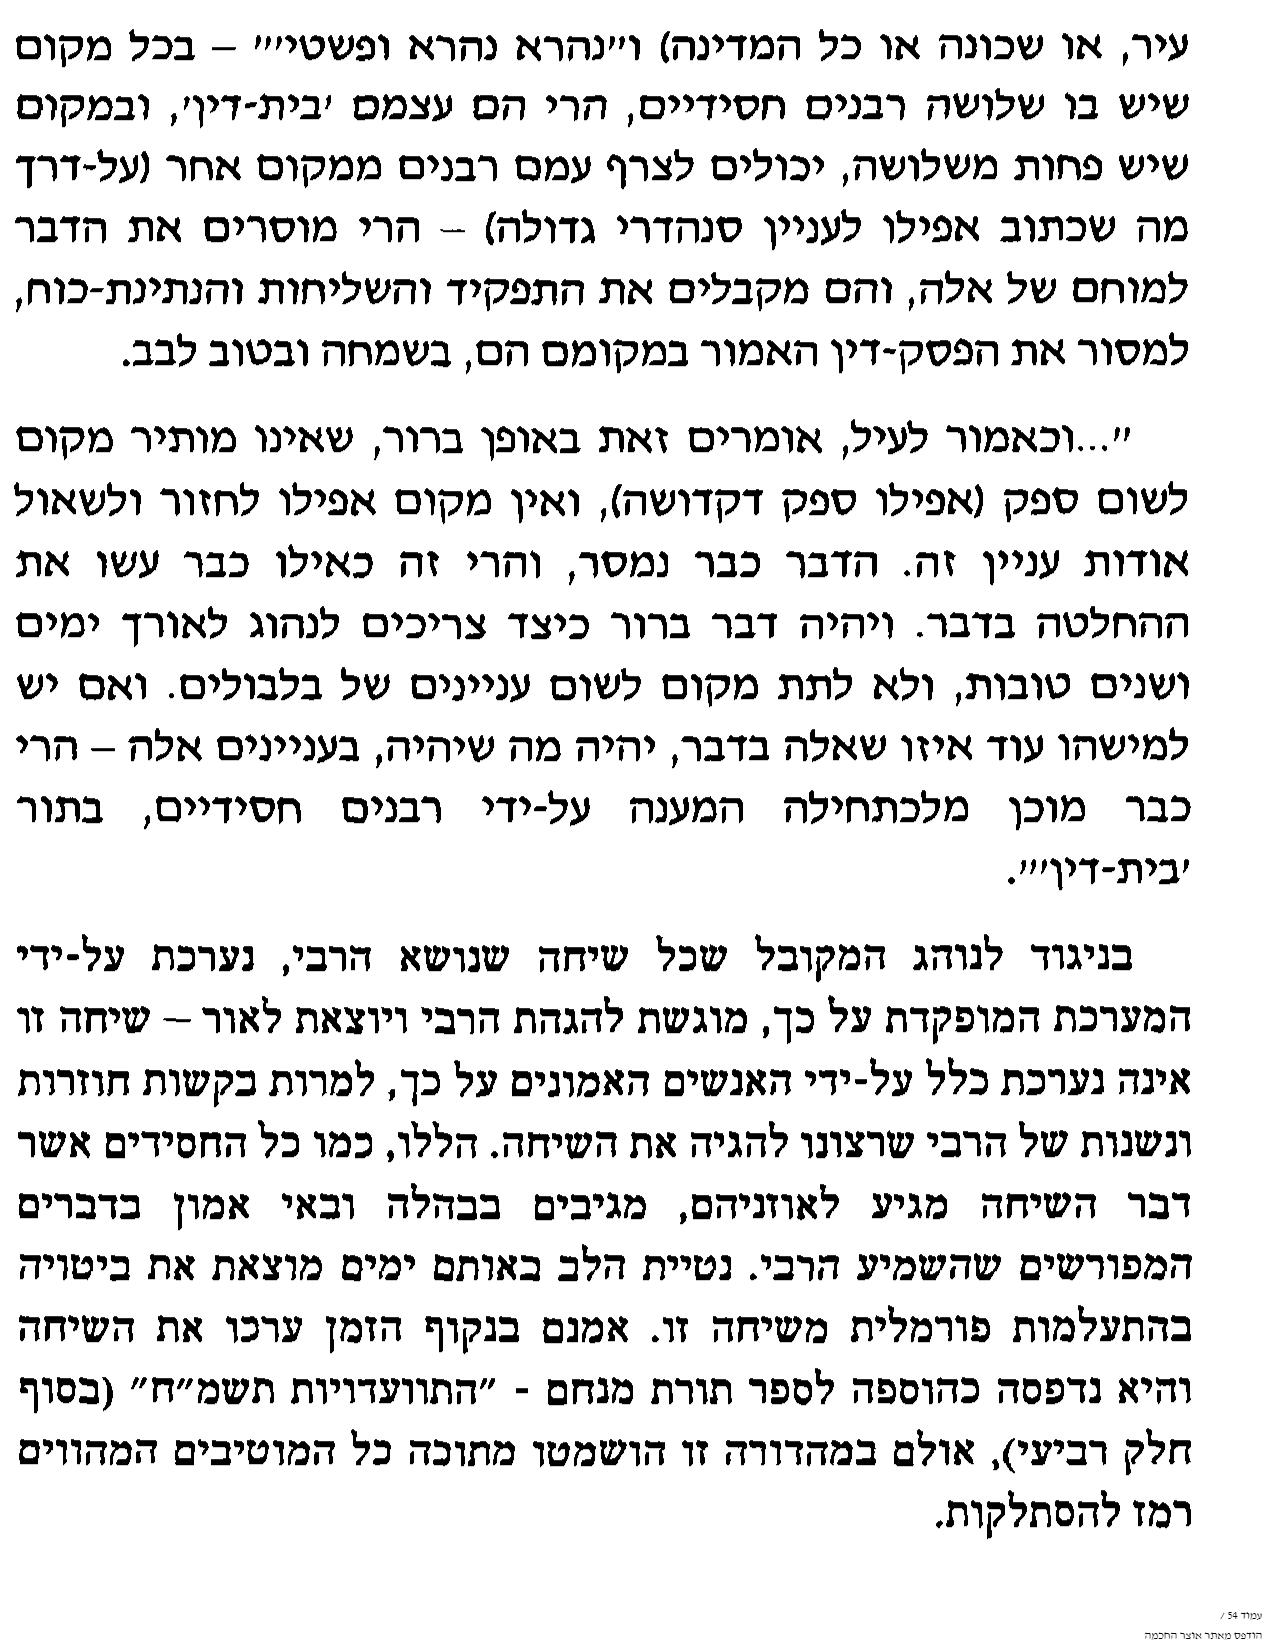 עיר, או שכונה או כל המדינה) ו״נהרא נהרא ופשטי׳״ – בכל מקום
שיש בו שלושה רבנים חסידיים, הרי הם עצמם ׳בית-דין׳, ובמקום
שיש פחות משלושה, יכולים לצרף עמם רבנים ממקום אחר (על-דרך
מה שכתוב אפילו לעניין סנהדרי גדולה) – הרי מוסרים את הדבר
למוחם של אלה, והם מקבלים את התפקיד והשליחות והנתינת-כוח,
למסור את הפסק-דין האמור במקומם הם, בשמחה ובטוב לבב.
״...וכאמור לעיל, אומרים זאת באופן ברור, שאינו מותיר מקום
לשום ספק (אפילו ספק דקדושה), ואין מקום אפילו לחזור ולשאול
אודות עניין זה. הדבר כבר נמסר, והרי זה כאילו כבר עשו את
ההחלטה בדבר. ויהיה דבר ברור כיצד צריכים לנהוג לאורך ימים
ושנים טובות, ולא לתת מקום לשום עניינים של בלבולים. ואם יש
למישהו עוד איזו שאלה בדבר, יהיה מה שיהיה, בעניינים אלה – הרי
כבר מוכן מלכתחילה המענה על-ידי רבנים חסידיים, בתור
׳בית-דין׳״.
בניגוד לנוהג המקובל שכל שיחה שנושא הרבי, נערכת על-ידי
המערכת המופקדת על כך, מוגשת להגהת הרבי ויוצאת לאור – שיחה זו
אינה נערכת כלל על-ידי האנשים האמונים על כך, למרות בקשות חוזרות
ונשנות של הרבי שרצונו להגיה את השיחה. הללו, כמו כל החסידים אשר
דבר השיחה מגיע לאוזניהם, מגיבים בבהלה ובאי אמון בדברים
המפורשים שהשמיע הרבי. נטיית הלב באותם ימים מוצאת את ביטויה
בהתעלמות פורמלית משיחה זו. אמנם בנקוף הזמן ערכו את השיחה
והיא נדפסה כהוספה לספר תורת מנחם - ״התוועדויות תשמ״ח״ (בסוף
חלק רביעי), אולם במהדורה זו הושמטו מתוכה כל המוטיבים המהווים
רמז להסתלקות.
עמוד 54 /
הודפס מאתר אוצר החכמה